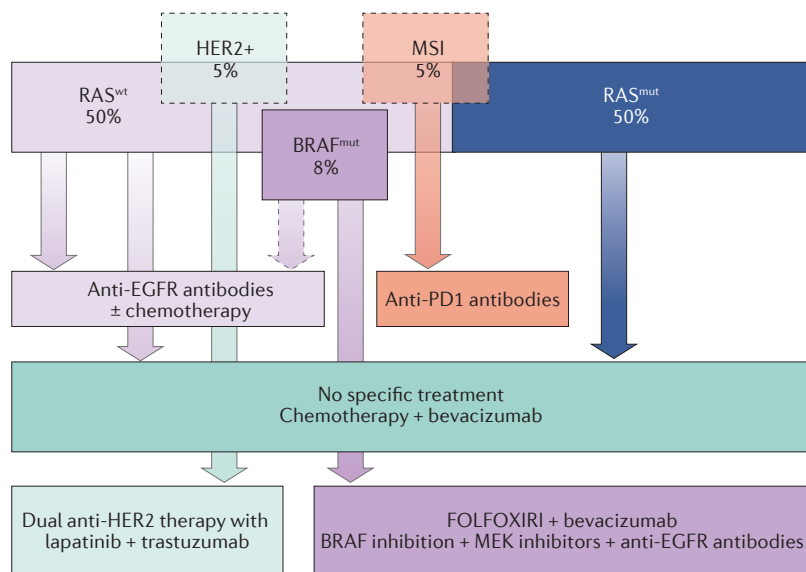 HER2+
5%
MSI
5%
RASʷᵗ
50%
RASᵐᵘᵗ
50%
BRAFᵐᵘᵗ
8%
Anti-EGFR antibodies
± chemotherapy
Anti-PD1 antibodies
No specific treatment
Chemotherapy + bevacizumab
Dual anti-HER2 therapy with
lapatinib + trastuzumab
FOLFOXIRI + bevacizumab
BRAF inhibition + MEK inhibitors + anti-EGFR antibodies